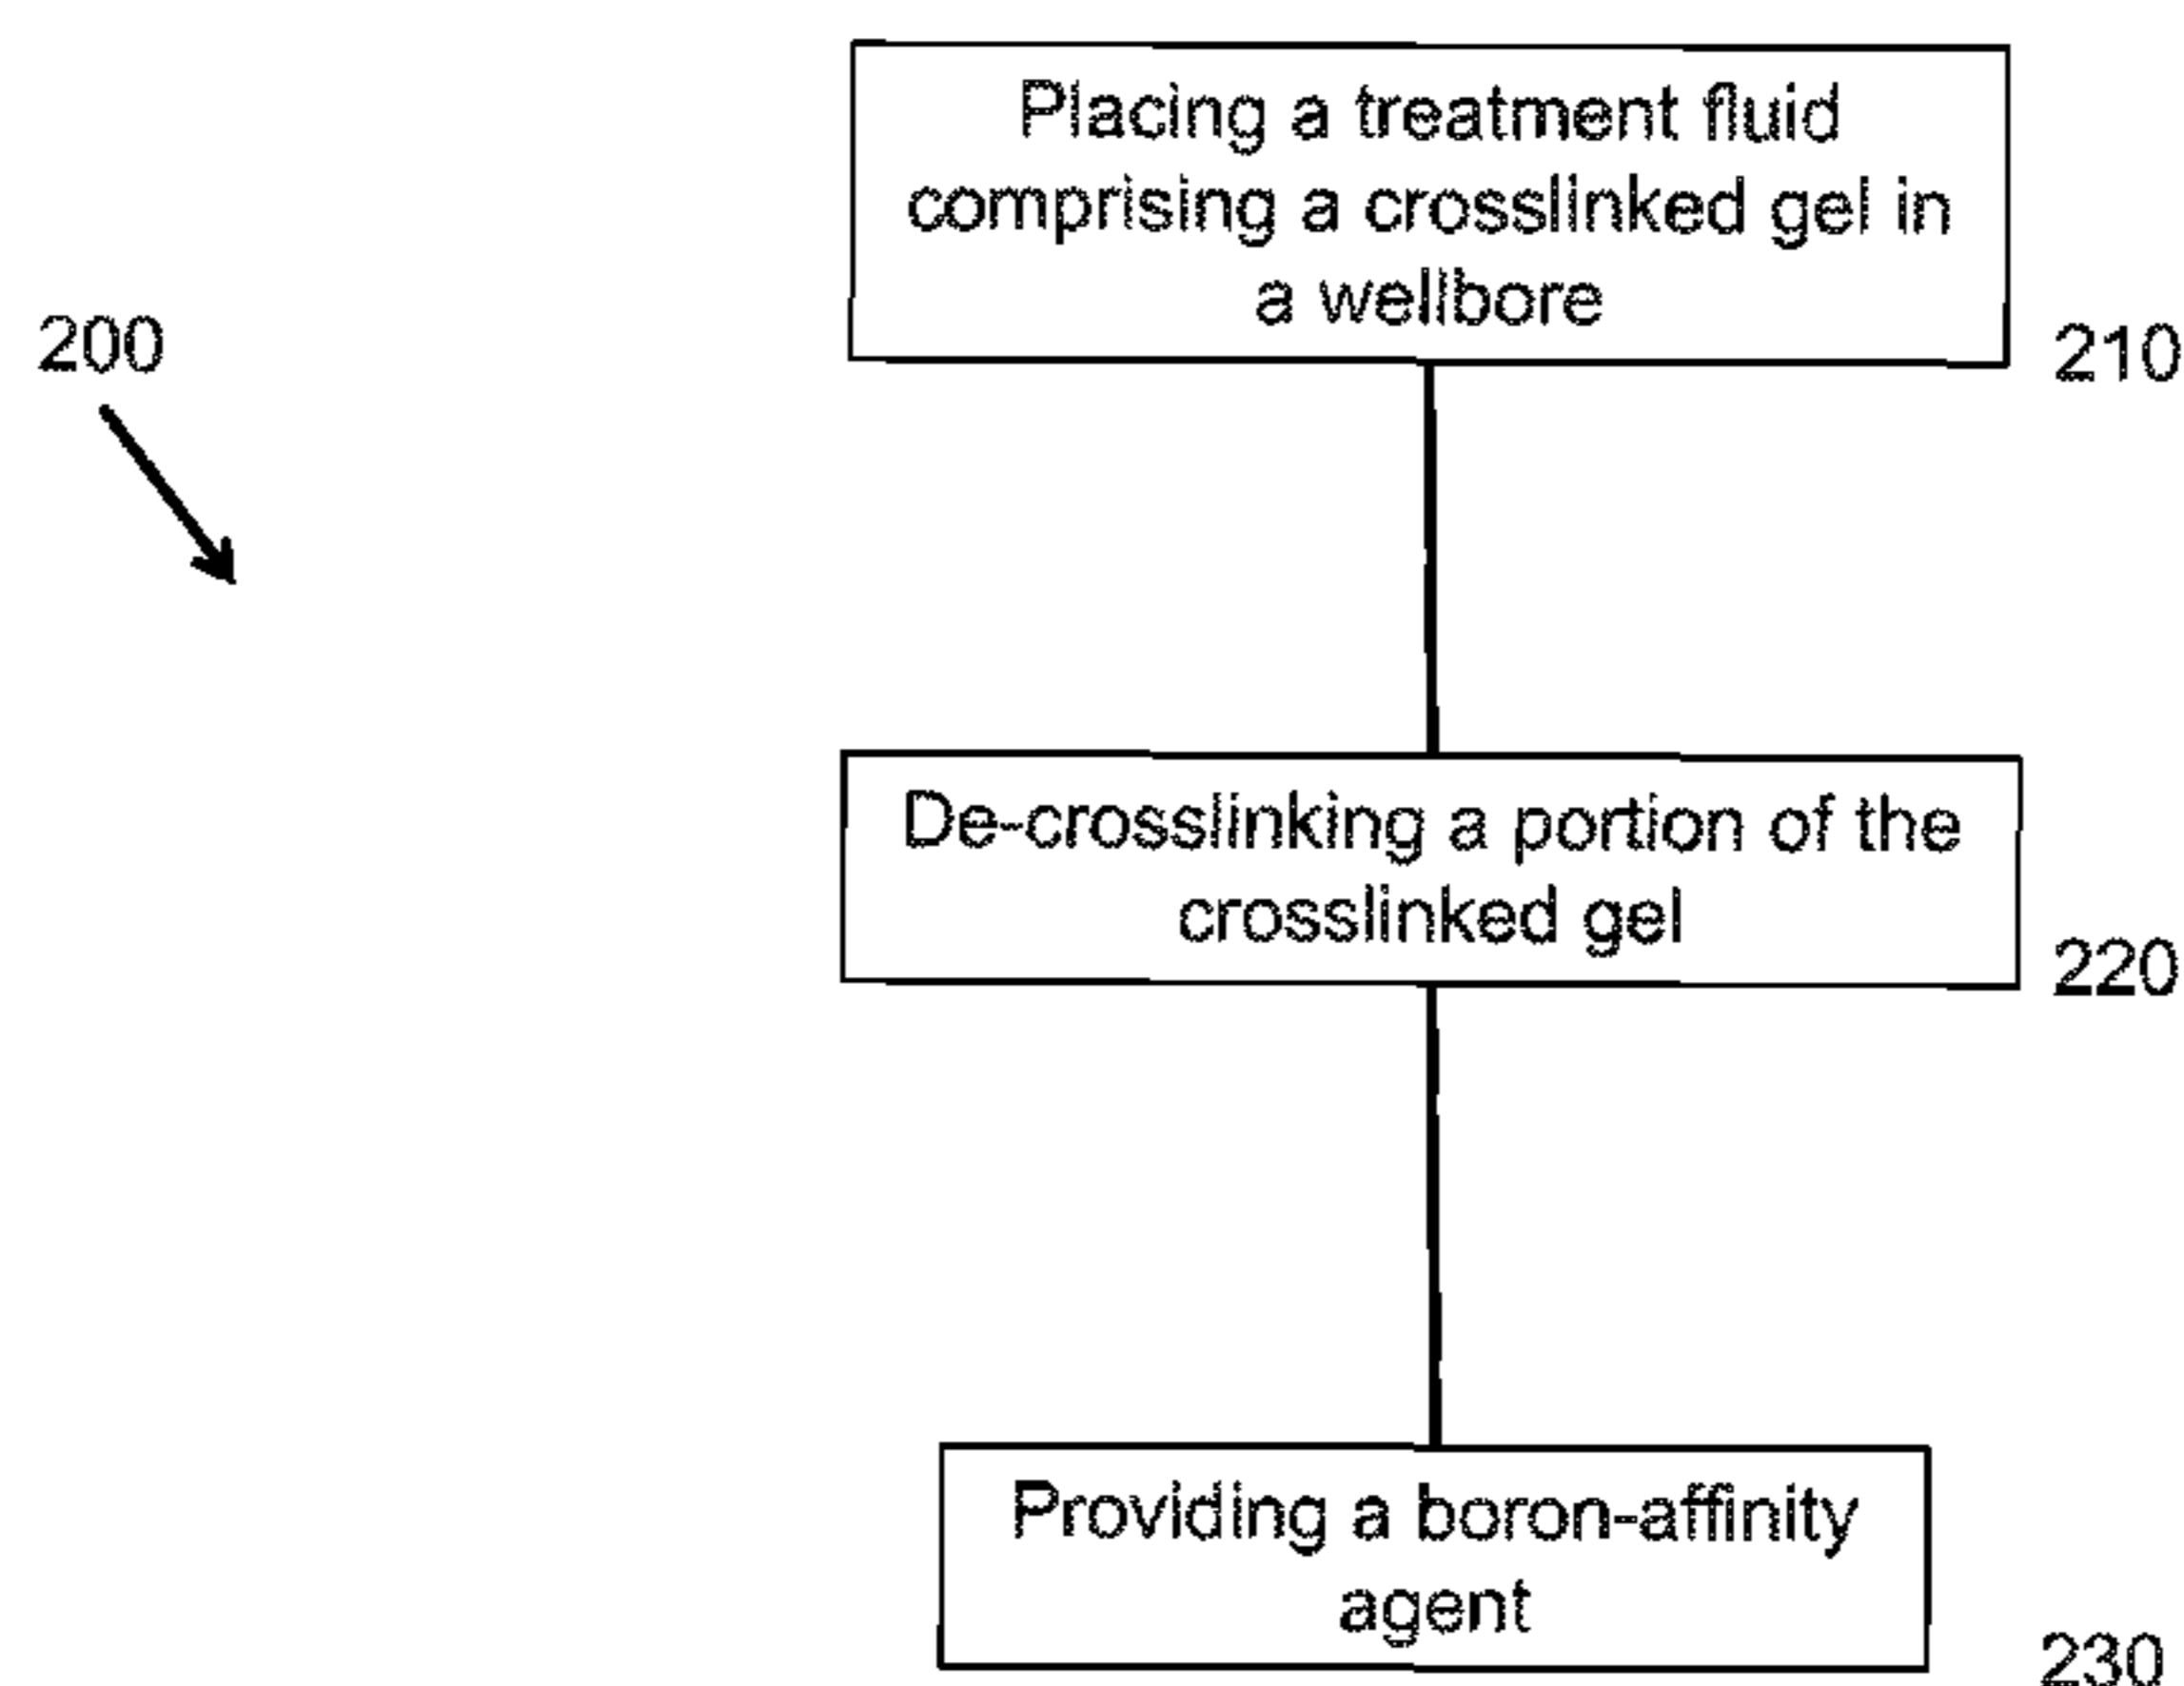 Placing a treatment fluid
comprising a crosslinked gel in
a wellbore
200
210
De-crosslinking a portion of the
crosslinked gel
220
Providing a boron-affinity
agent
230